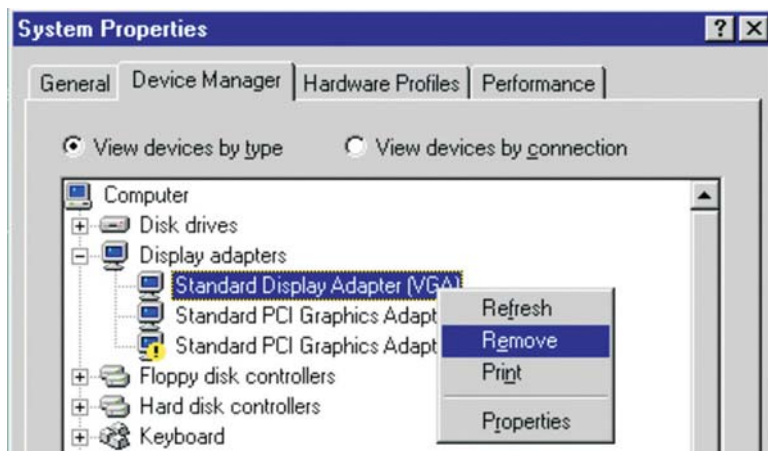 System Properties
General Device Manager Hardware Profiles Performance
View devices by type View devices by connection
Computer
Disk drives
Display adapters
Standard Display Adapter (VGA)
Standard PCI Graphics Adapt
Standard PCI Graphics Adapt
Floppy disk controllers
Hard disk controllers
Keyboard
Refresh
Remove
Print
Properties